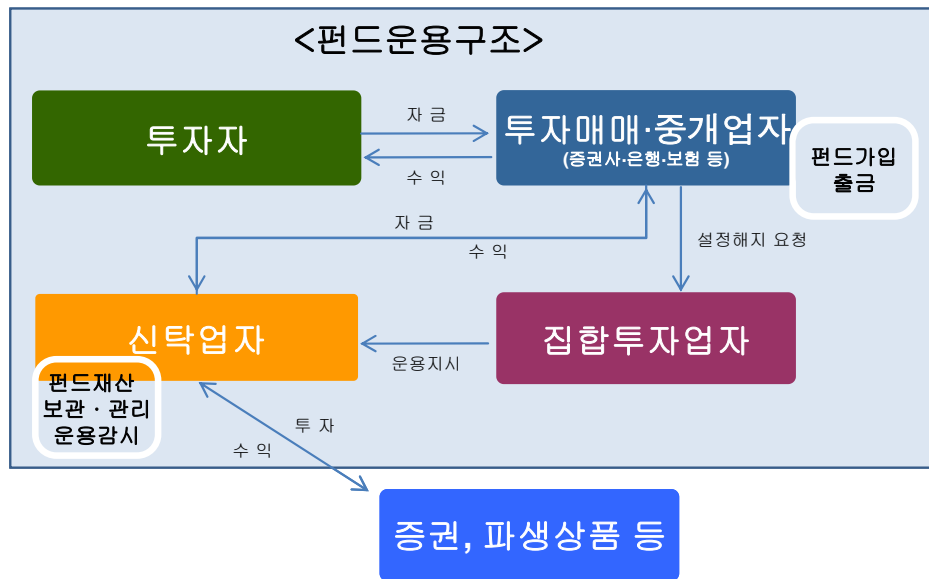 <펀드운용구조>
투자자
자 금
수 익
투자매매·중개업자
(증권사·은행·보험 등)
펀드가입
출금
자 금
수 익
설정해지 요청
신탁업자
운용지시
집합투자업자
펀드재산
보관 · 관리
운용감시
투 자
수 익
증권, 파생상품 등